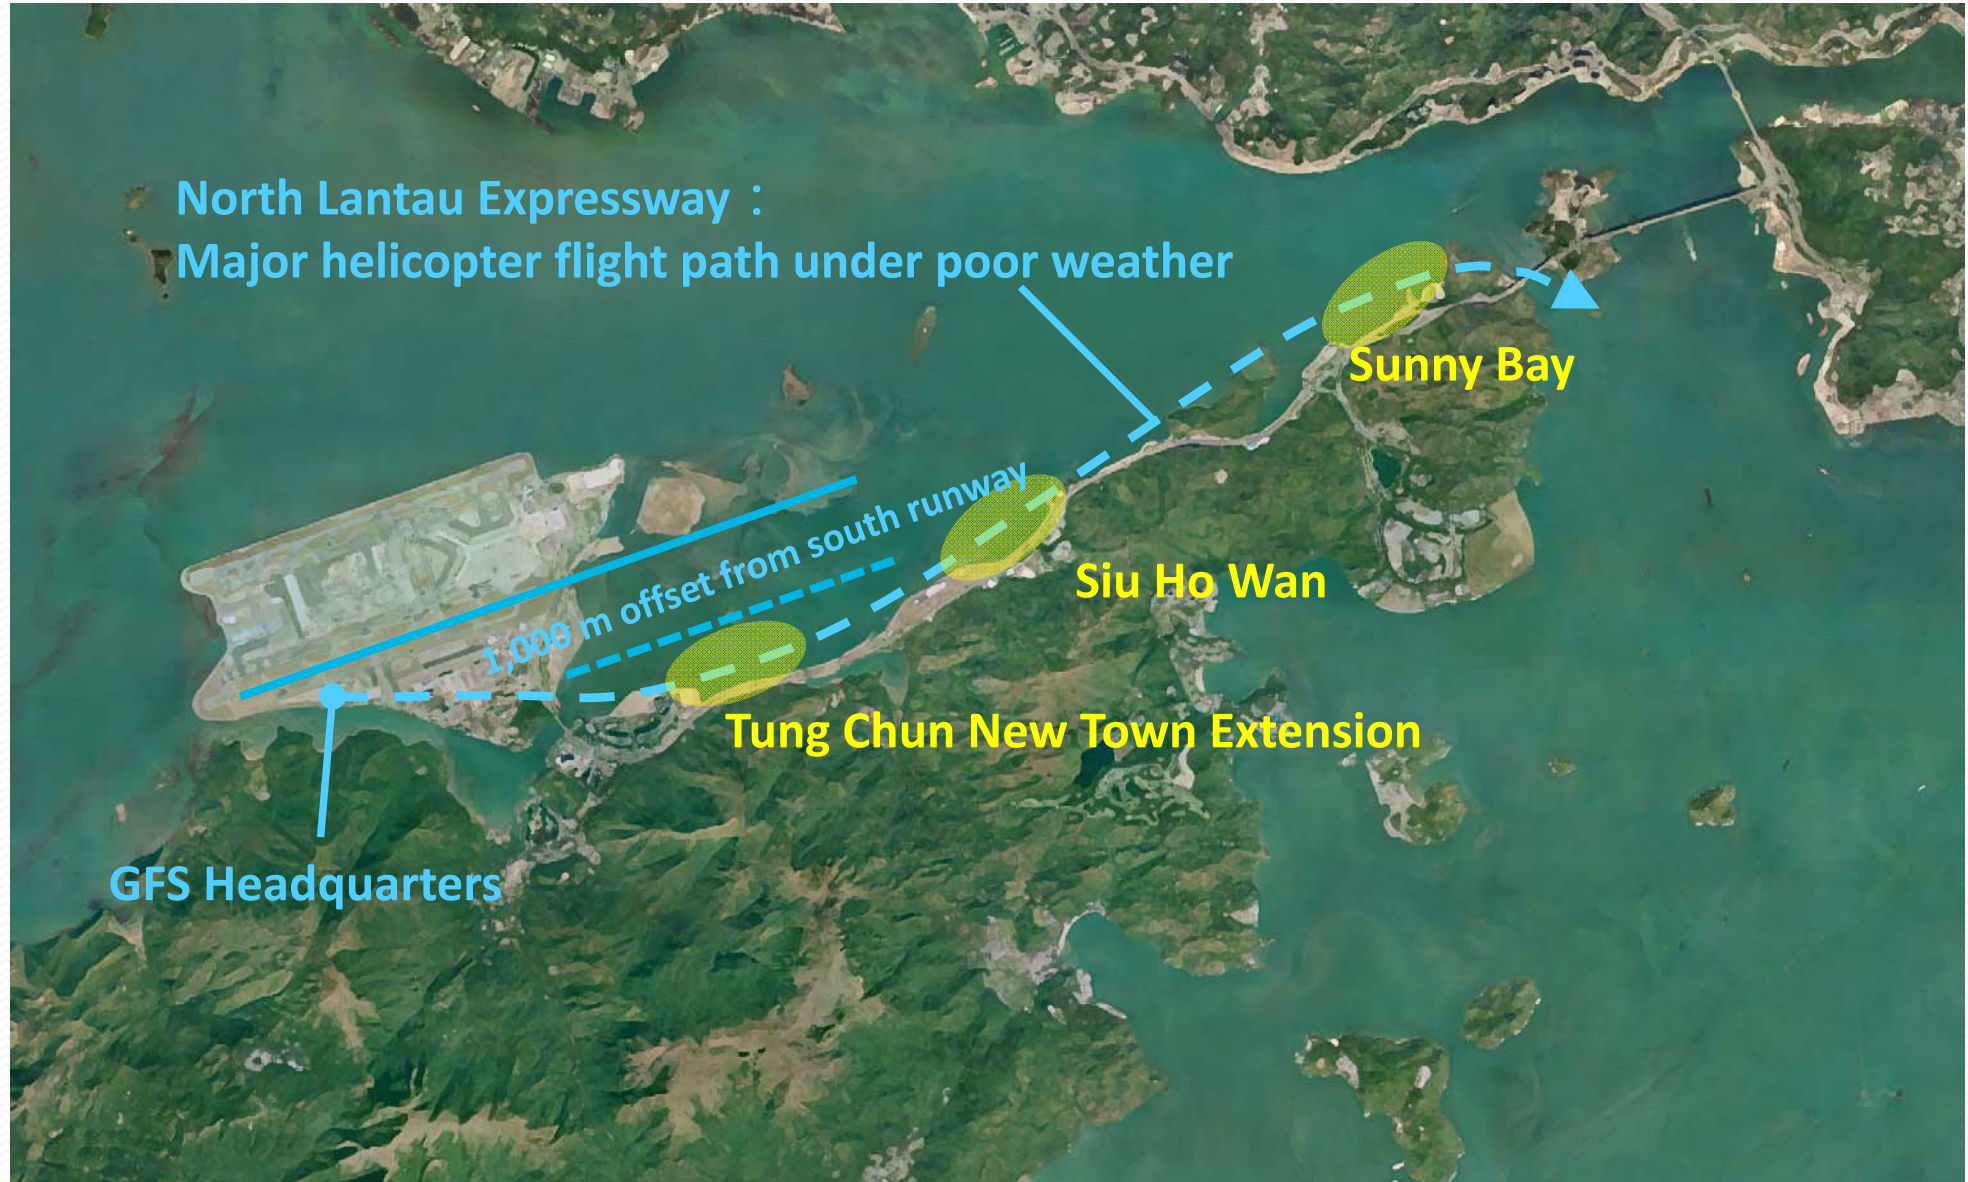 North Lantau Expressway：
Major helicopter flight path under poor weather
Sunny Bay
1,000 m offset from south runway
Siu Ho Wan
Tung Chun New Town Extension
GFS Headquarters